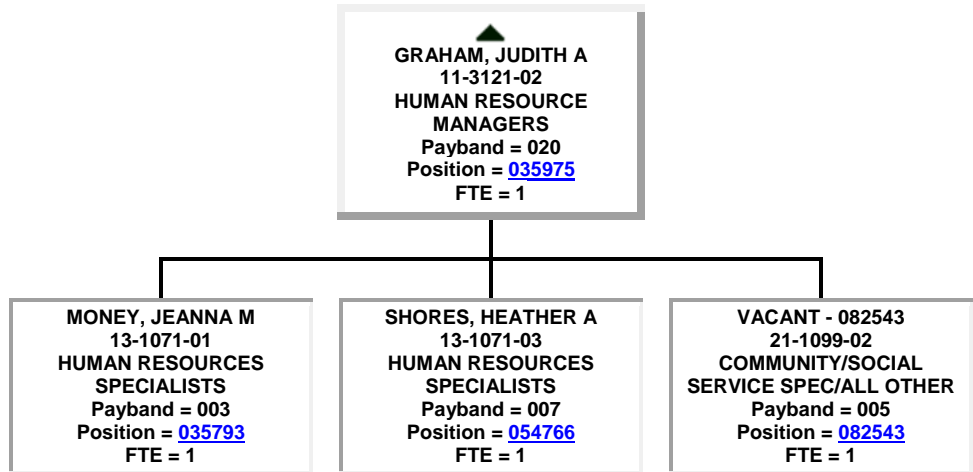 GRAHAM, JUDITH A
11-3121-02
HUMAN RESOURCE
MANAGERS
Payband = 020
Position = 035975
FTE = 1
MONEY, JEANNA M
13-1071-01
HUMAN RESOURCES
SPECIALISTS
Payband = 003
Position = 035793
FTE = 1
SHORES, HEATHER A
13-1071-03
HUMAN RESOURCES
SPECIALISTS
Payband = 007
Position = 054766
FTE = 1
VACANT - 082543
21-1099-02
COMMUNITY/SOCIAL
SERVICE SPEC/ALL OTHER
Payband = 005
Position = 082543
FTE = 1